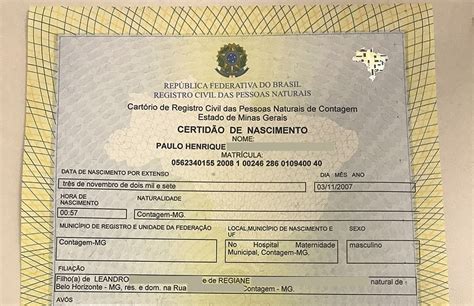 REPÚBLICA FEDERATIVA DO BRASIL
REGISTRO CIVIL DAS PESSOAS NATURAIS
Cartório de Registro Civil das Pessoas Naturais de Contagem
Estado de Minas Gerais
CERTIDÃO DE NASCIMENTO
NOME:
PAULO HENRIQUE
MATRÍCULA:
0562340155 2008 1 00246 286 0109400 40
DATA DE NASCIMENTO POR EXTENSO DIA MÊS ANO
três de novembro de dois mil e sete 03/11/2007
HORA DE NASCIMENTO NATURALIDADE
00:57 Contagem-MG.
MUNICÍPIO DE REGISTRO E UNIDADE DA FEDERAÇÃO LOCAL,MUNICÍPIO DE NASCIMENTO E UF SEXO
Contagem-MG No Hospital Maternidade Municipal, Contagem-MG. masculino
FILIAÇÃO
Filho(a) de LEANDRO e de REGIANE natural de
Belo Horizonte - MG, res. e dom. na Rua Contagem - MG.
AVÓS